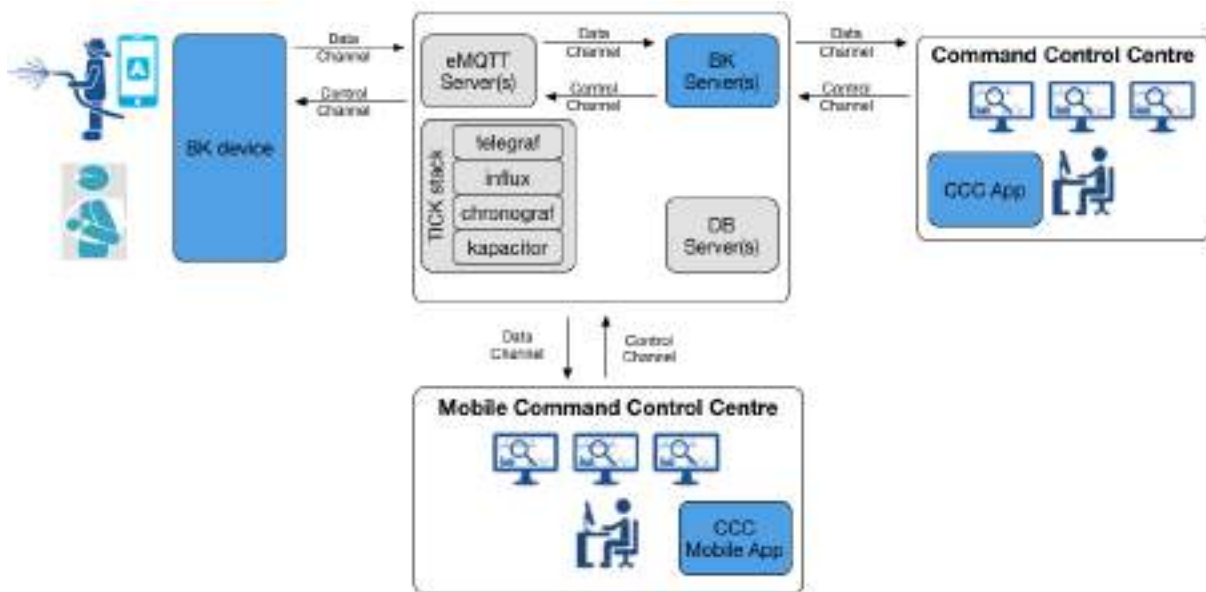 Data
Channel
Control
Channel
BK device
A
eMQTT
Server(s)
Data
Channel
Control
Channel
BK
Server(s)
TICK stack
telegraf
influx
chronograf
kapacitor
DB
Server(s)
Data
Channel
Control
Channel
Command Control Centre
CCC App
Data
Channel
Control
Channel
Mobile Command Control Centre
CCC
Mobile App